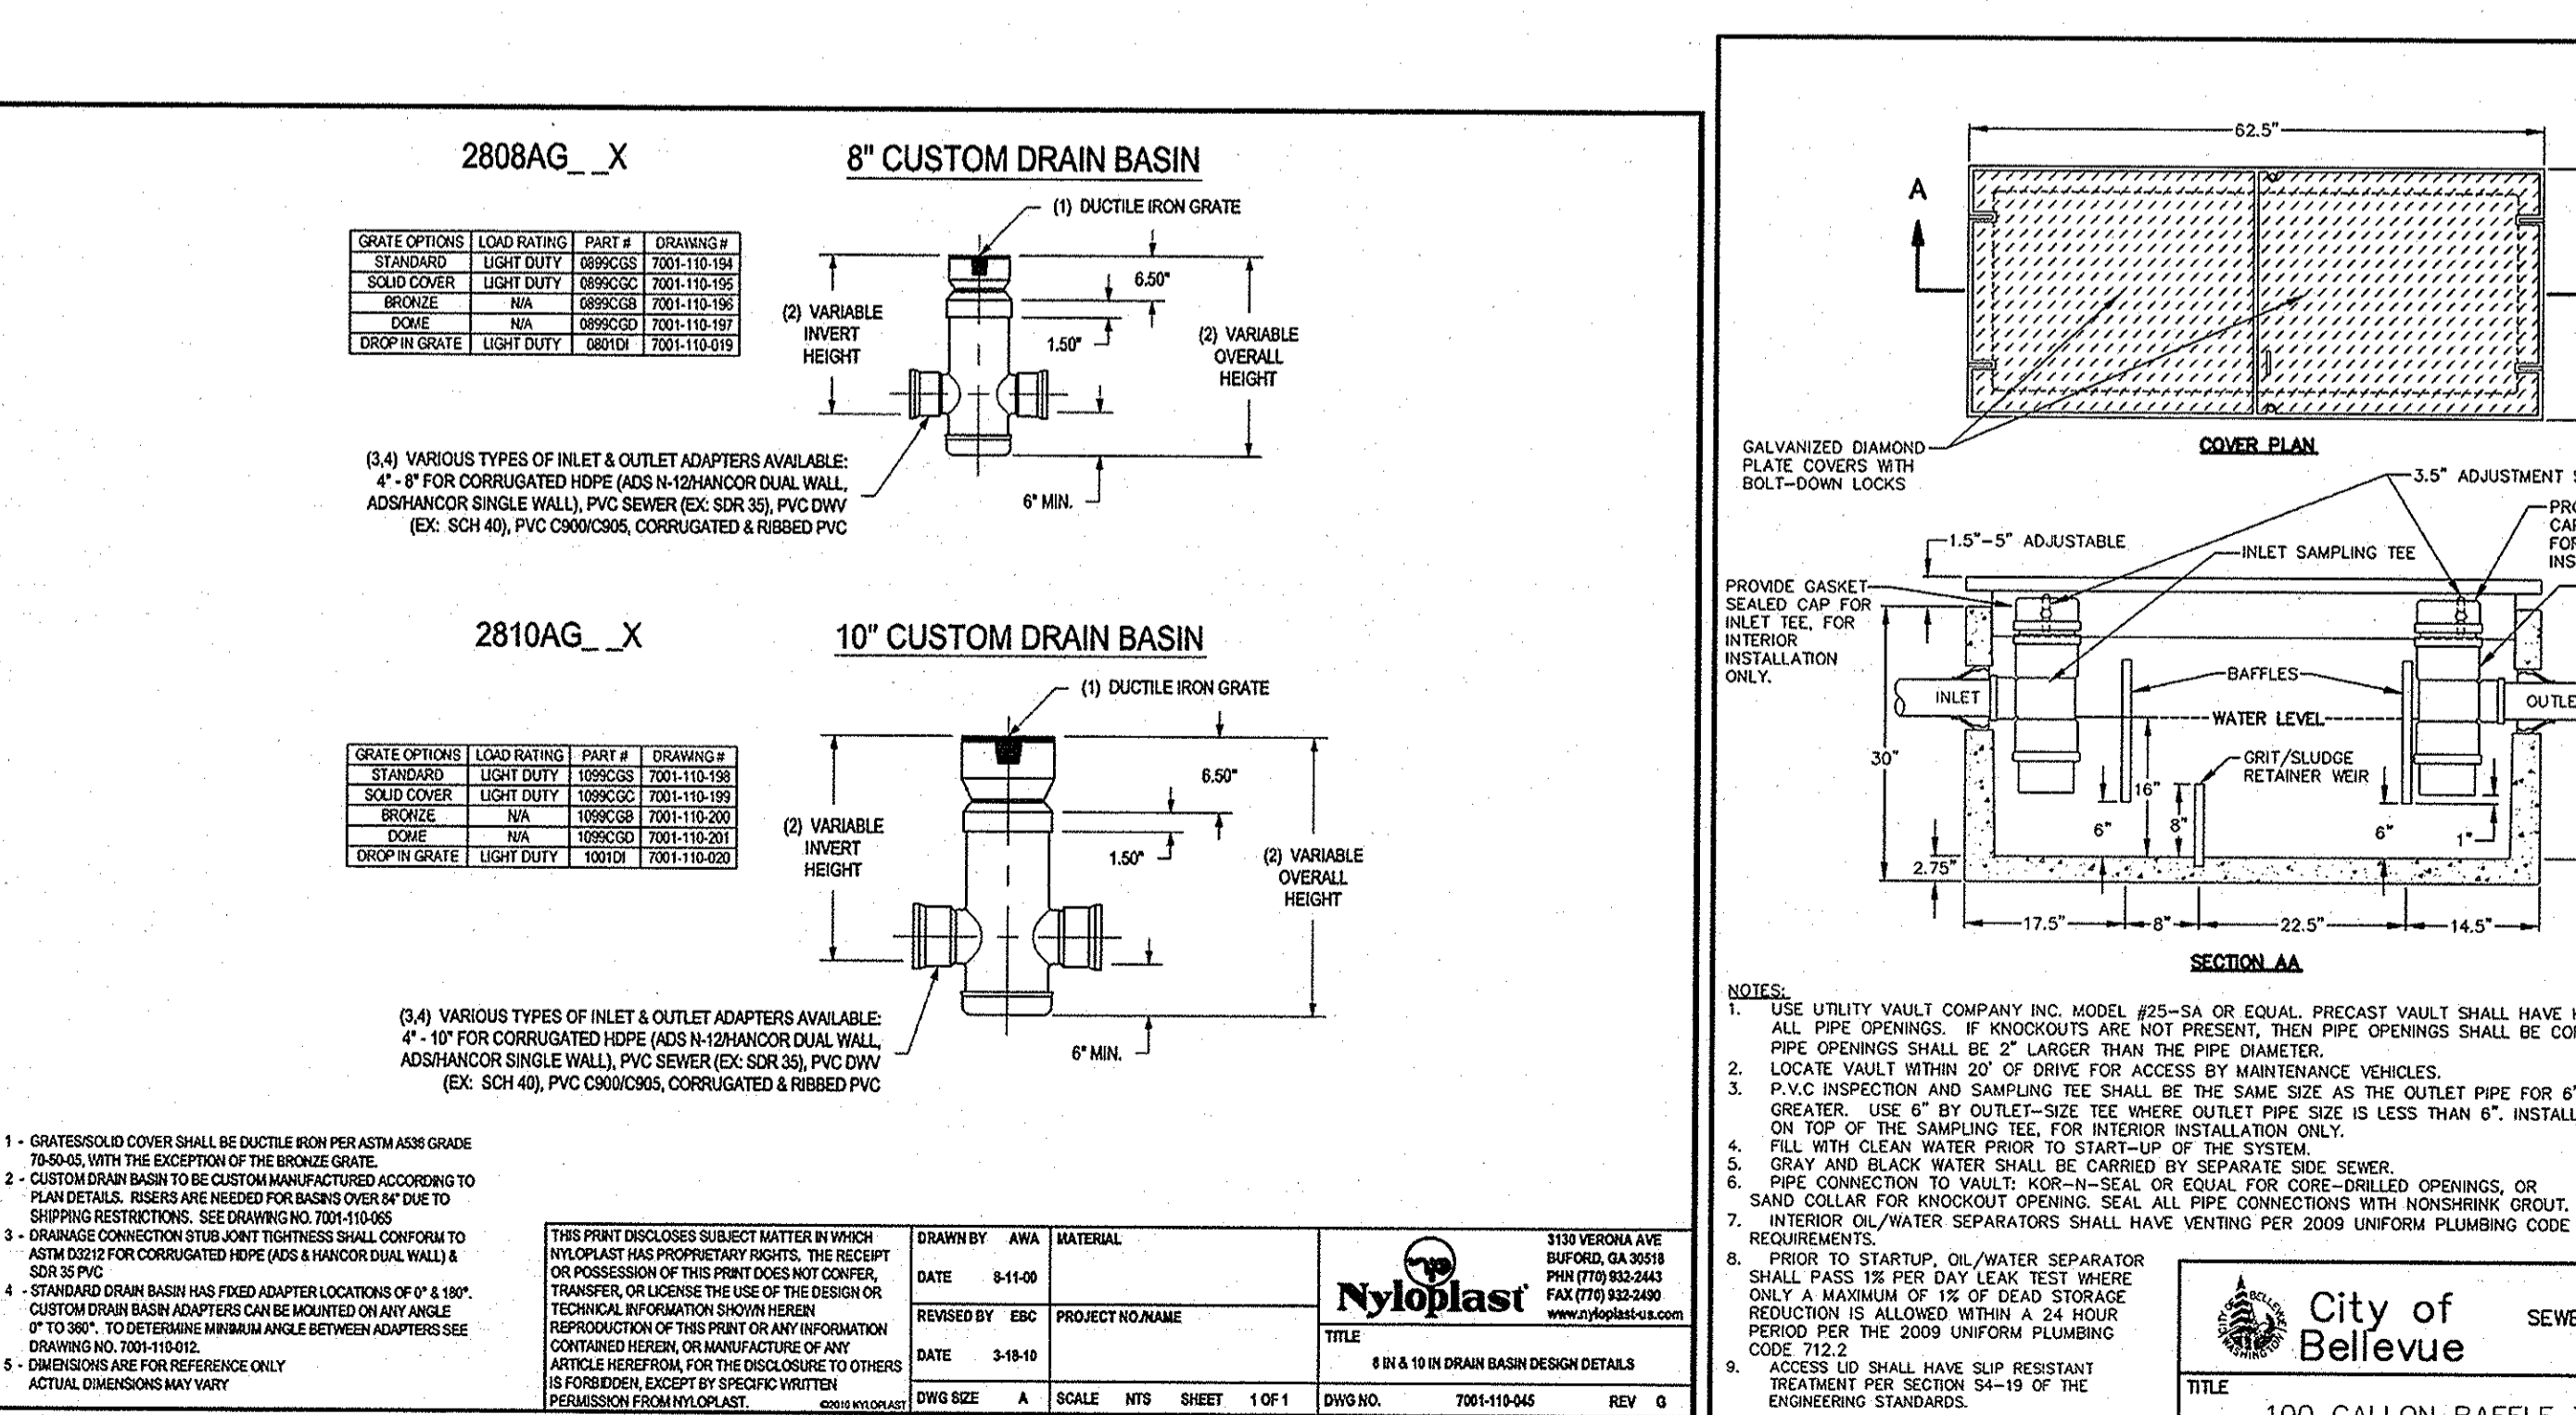 2808AG_ _X
8" CUSTOM DRAIN BASIN
(1) DUCTILE IRON GRATE
GRATE OPTIONS LOAD RATING PART # DRAWING #
STANDARD LIGHT DUTY 0899CGS 7001-110-194
SOLID COVER LIGHT DUTY 0899CGC 7001-110-195
BRONZE N/A 0899CGB 7001-110-196
DOME N/A 0899CGD 7001-110-197
DROP IN GRATE LIGHT DUTY 0801DI 7001-110-019
(2) VARIABLE
INVERT
HEIGHT
6.50"
1.50"
(2) VARIABLE
OVERALL
HEIGHT
(3,4) VARIOUS TYPES OF INLET & OUTLET ADAPTERS AVAILABLE:
4" - 8" FOR CORRUGATED HDPE (ADS N-12/HANCOR DUAL WALL,
ADS/HANCOR SINGLE WALL), PVC SEWER (EX: SDR 35), PVC DWV
(EX: SCH 40), PVC C900/C905, CORRUGATED & RIBBED PVC
6" MIN.
2810AG_ _X
10" CUSTOM DRAIN BASIN
(1) DUCTILE IRON GRATE
GRATE OPTIONS LOAD RATING PART # DRAWING #
STANDARD LIGHT DUTY 1099CGS 7001-110-198
SOLID COVER LIGHT DUTY 1099CGC 7001-110-199
BRONZE N/A 1099CGB 7001-110-200
DOME N/A 1099CGD 7001-110-201
DROP IN GRATE LIGHT DUTY 1001DI 7001-110-020
(2) VARIABLE
INVERT
HEIGHT
6.50"
1.50"
(2) VARIABLE
OVERALL
HEIGHT
(3,4) VARIOUS TYPES OF INLET & OUTLET ADAPTERS AVAILABLE:
4" - 10" FOR CORRUGATED HDPE (ADS N-12/HANCOR DUAL WALL,
ADS/HANCOR SINGLE WALL), PVC SEWER (EX: SDR 35), PVC DWV
(EX: SCH 40), PVC C900/C905, CORRUGATED & RIBBED PVC
6" MIN.
1 - GRATES/SOLID COVER SHALL BE DUCTILE IRON PER ASTM A536 GRADE
70-50-05, WITH THE EXCEPTION OF THE BRONZE GRATE.
2 - CUSTOM DRAIN BASIN TO BE CUSTOM MANUFACTURED ACCORDING TO
PLAN DETAILS. RISERS ARE NEEDED FOR BASINS OVER 84" DUE TO
SHIPPING RESTRICTIONS. SEE DRAWING NO. 7001-110-065
3 - DRAINAGE CONNECTION STUB JOINT TIGHTNESS SHALL CONFORM TO
ASTM D3212 FOR CORRUGATED HDPE (ADS & HANCOR DUAL WALL) &
SDR 35 PVC
4 - STANDARD DRAIN BASIN HAS FIXED ADAPTER LOCATIONS OF 0° & 180°.
CUSTOM DRAIN BASIN ADAPTERS CAN BE MOUNTED ON ANY ANGLE
0° TO 360°. TO DETERMINE MINIMUM ANGLE BETWEEN ADAPTERS SEE
DRAWING NO. 7001-110-012.
5 - DIMENSIONS ARE FOR REFERENCE ONLY
ACTUAL DIMENSIONS MAY VARY
THIS PRINT DISCLOSES SUBJECT MATTER IN WHICH
NYLOPLAST HAS PROPRIETARY RIGHTS. THE RECEIPT
OR POSSESSION OF THIS PRINT DOES NOT CONFER,
TRANSFER, OR LICENSE THE USE OF THE DESIGN OR
TECHNICAL INFORMATION SHOWN HEREIN
REPRODUCTION OF THIS PRINT OR ANY INFORMATION
CONTAINED HEREIN, OR MANUFACTURE OF ANY
ARTICLE HEREFROM, FOR THE DISCLOSURE TO OTHERS
IS FORBIDDEN, EXCEPT BY SPECIFIC WRITTEN
PERMISSION FROM NYLOPLAST. ©2010 NYLOPLAST
DRAWN BY AWA
DATE 8-11-00
REVISED BY EBC
DATE 3-18-10
DWG SIZE A
MATERIAL
PROJECT NO./NAME
SCALE NTS SHEET 1 OF 1
Nyloplast
3130 VERONA AVE
BUFORD, GA 30518
PHN (770) 932-2443
FAX (770) 932-2490
www.nyloplast-us.com
TITLE
8 IN & 10 IN DRAIN BASIN DESIGN DETAILS
DWG NO. 7001-110-045 REV G
62.5"
A
GALVANIZED DIAMOND
PLATE COVERS WITH
BOLT-DOWN LOCKS
COVER PLAN
3.5" ADJUSTMENT
1.5"-5" ADJUSTABLE
INLET SAMPLING TEE
PROVIDE GASKET
SEALED CAP FOR
INLET TEE, FOR
INTERIOR
INSTALLATION
ONLY.
INLET
BAFFLES
WATER LEVEL
GRIT/SLUDGE
RETAINER WEIR
30"
16"
6"
8"
6"
1"
2.75"
17.5"
8"
22.5"
14.5"
SECTION AA
NOTES:
1. USE UTILITY VAULT COMPANY INC. MODEL #25-SA OR EQUAL. PRECAST VAULT SHALL HAVE
ALL PIPE OPENINGS. IF KNOCKOUTS ARE NOT PRESENT, THEN PIPE OPENINGS SHALL BE
PIPE OPENINGS SHALL BE 2" LARGER THAN THE PIPE DIAMETER.
2. LOCATE VAULT WITHIN 20' OF DRIVE FOR ACCESS BY MAINTENANCE VEHICLES.
3. P.V.C INSPECTION AND SAMPLING TEE SHALL BE THE SAME SIZE AS THE OUTLET PIPE FOR 6"
GREATER. USE 6" BY OUTLET-SIZE TEE WHERE OUTLET PIPE SIZE IS LESS THAN 6". INSTALL
ON TOP OF THE SAMPLING TEE, FOR INTERIOR INSTALLATION ONLY.
4. FILL WITH CLEAN WATER PRIOR TO START-UP OF THE SYSTEM.
5. GRAY AND BLACK WATER SHALL BE CARRIED BY SEPARATE SIDE SEWER.
6. PIPE CONNECTION TO VAULT: KOR-N-SEAL OR EQUAL FOR CORE-DRILLED OPENINGS, OR
SAND COLLAR FOR KNOCKOUT OPENING. SEAL ALL PIPE CONNECTIONS WITH NONSHRINK GROUT.
7. INTERIOR OIL/WATER SEPARATORS SHALL HAVE VENTING PER 2009 UNIFORM PLUMBING CODE
REQUIREMENTS.
8. PRIOR TO STARTUP, OIL/WATER SEPARATOR
SHALL PASS 1% PER DAY LEAK TEST WHERE
ONLY A MAXIMUM OF 1% OF DEAD STORAGE
REDUCTION IS ALLOWED WITHIN A 24 HOUR
PERIOD PER THE 2009 UNIFORM PLUMBING
CODE 712.2
9. ACCESS LID SHALL HAVE SLIP RESISTANT
TREATMENT PER SECTION S4-19 OF THE
ENGINEERING STANDARDS.
CITY OF BELLEVUE WASHINGTON
City of
Bellevue
TITLE
100 GALLON BAFFLE